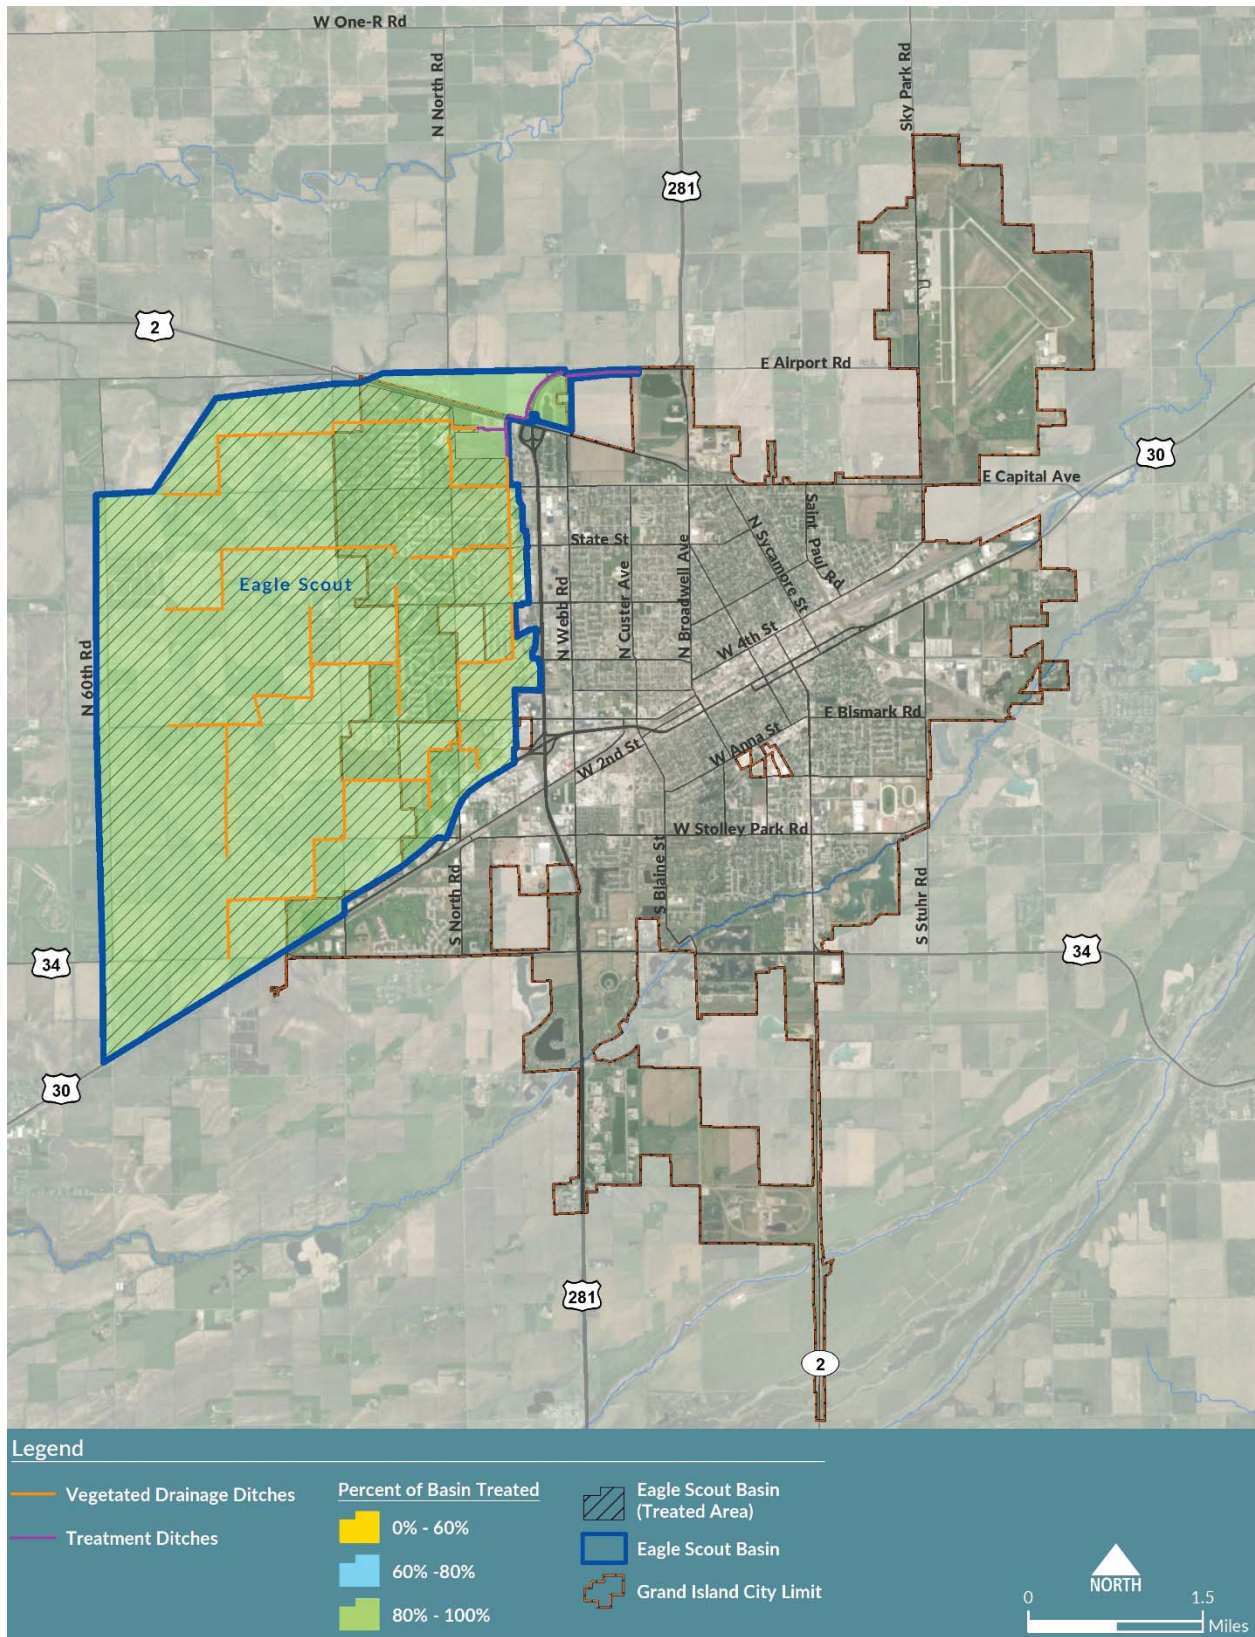 W One-R Rd
N North Rd
Sky Park Rd
281
2
E Airport Rd
30
E Capital Ave
N Sycamore St
Saint Paul Rd
State St
Eagle Scout
N Webb Rd
N Custer Ave
N Broadwell Ave
W 4th St
N 60th Rd
E Bismark Rd
W Anna St
W 2nd St
W Stolley Park Rd
S Blaine St
S North Rd
S Stuhr Rd
34
34
30
281
2
Legend
Vegetated Drainage Ditches
Treatment Ditches
Percent of Basin Treated
0% - 60%
60% -80%
80% - 100%
Eagle Scout Basin
(Treated Area)
Eagle Scout Basin
Grand Island City Limit
NORTH
0 1.5
Miles